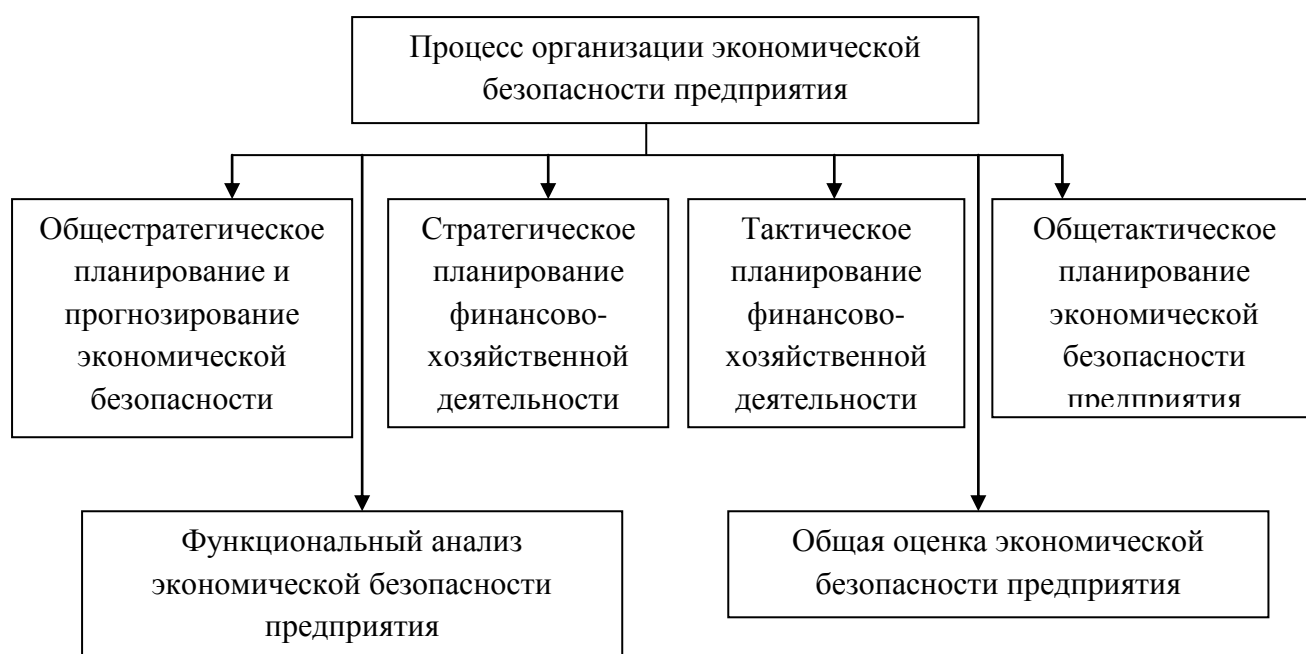 Процесс организации экономической
безопасности предприятия
Общестратегическое
планирование и
прогнозирование
экономической
безопасности
Стратегическое
планирование
финансово-
хозяйственной
деятельности
Тактическое
планирование
финансово-
хозяйственной
деятельности
Общетактическое
планирование
экономической
безопасности
предприятия
Функциональный анализ
экономической безопасности
предприятия
Общая оценка экономической
безопасности предприятия